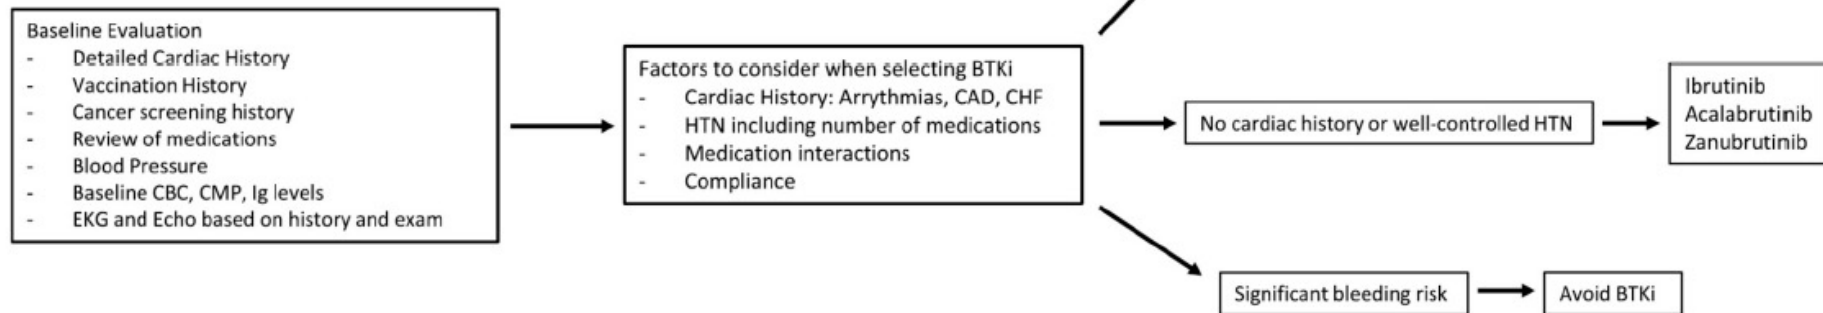 Baseline Evaluation
- Detailed Cardiac History
- Vaccination History
- Cancer screening history
- Review of medications
- Blood Pressure
- Baseline CBC, CMP, Ig levels
- EKG and Echo based on history and exam
Factors to consider when selecting BTKi
- Cardiac History: Arrythmias, CAD, CHF
- HTN including number of medications
- Medication interactions
- Compliance
No cardiac history or well-controlled HTN
Ibrutinib
Acalabrutinib
Zanubrutinib
Significant bleeding risk
Avoid BTKi